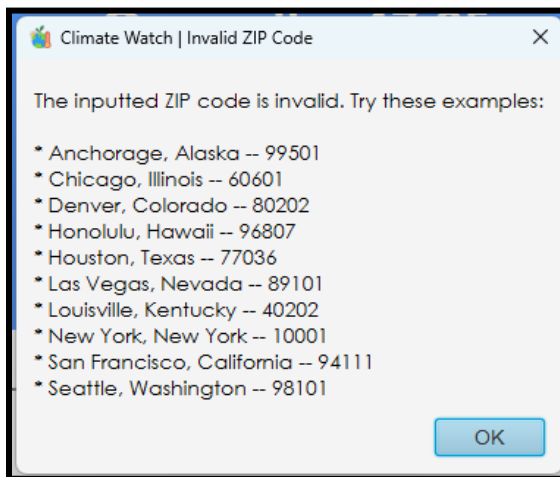 Climate Watch | Invalid ZIP Code
The inputted ZIP code is invalid. Try these examples:
* Anchorage, Alaska -- 99501
* Chicago, Illinois -- 60601
* Denver, Colorado -- 80202
* Honolulu, Hawaii -- 96807
* Houston, Texas -- 77036
* Las Vegas, Nevada -- 89101
* Louisville, Kentucky -- 40202
* New York, New York -- 10001
* San Francisco, California -- 94111
* Seattle, Washington -- 98101
OK